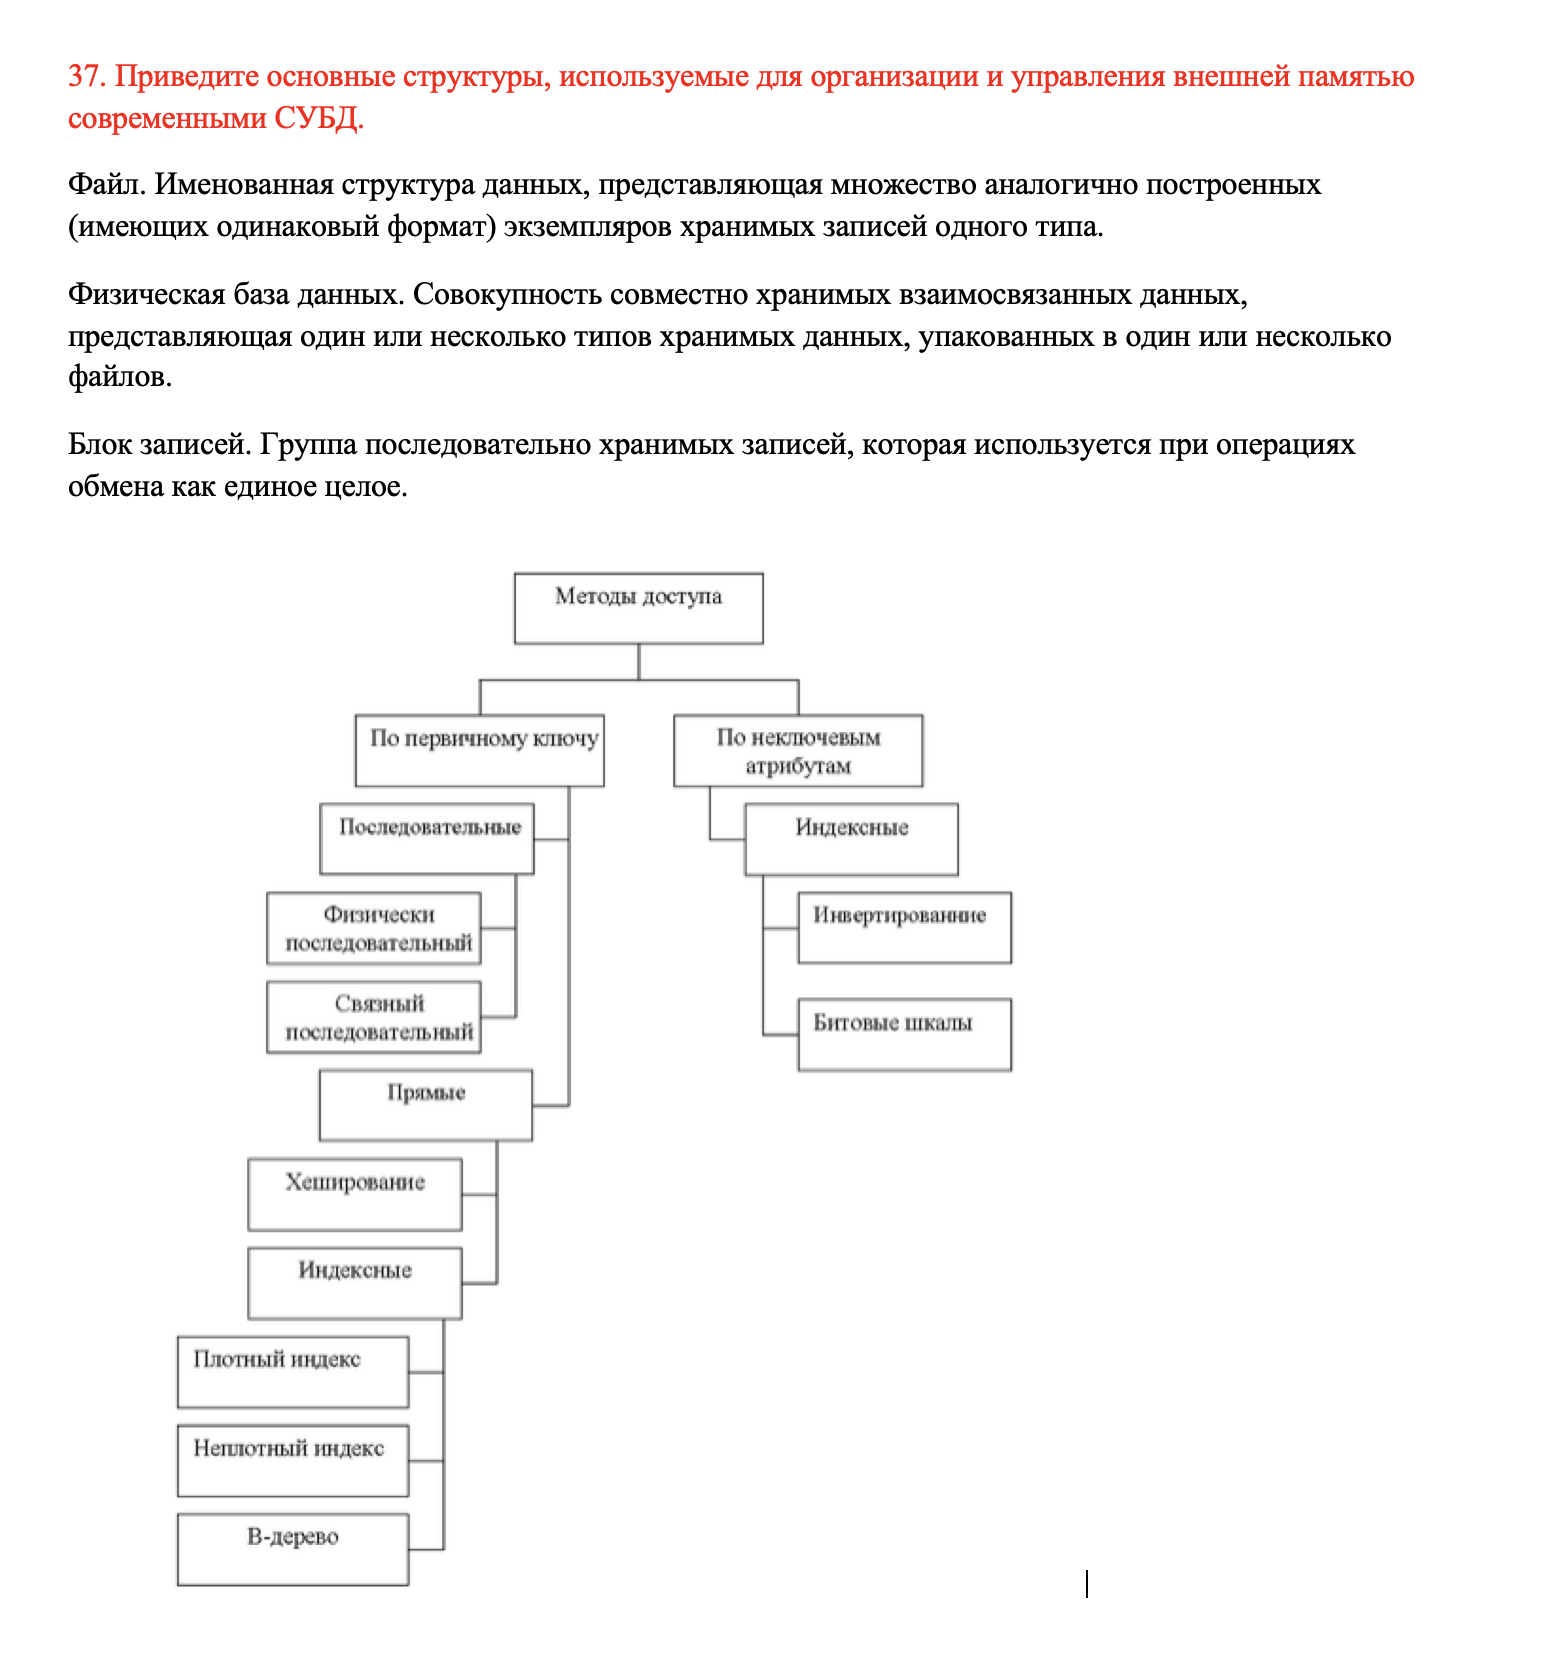 37. Приведите основные структуры, используемые для организации и управления внешней памятью
современными СУБД.
Файл. Именованная структура данных, представляющая множество аналогично построенных
(имеющих одинаковый формат) экземпляров хранимых записей одного типа.
Физическая база данных. Совокупность совместно хранимых взаимосвязанных данных,
представляющая один или несколько типов хранимых данных, упакованных в один или несколько
файлов.
Блок записей. Группа последовательно хранимых записей, которая используется при операциях
обмена как единое целое.
Методы доступа
По первичному ключу
По неключевым
атрибутам
Последовательные
Индексные
Физически
последовательный
Инвертированние
Связный
последовательный
Битовые шкалы
Прямые
Хеширование
Индексные
Плотный индекс
Неплотный индекс
В-дерево